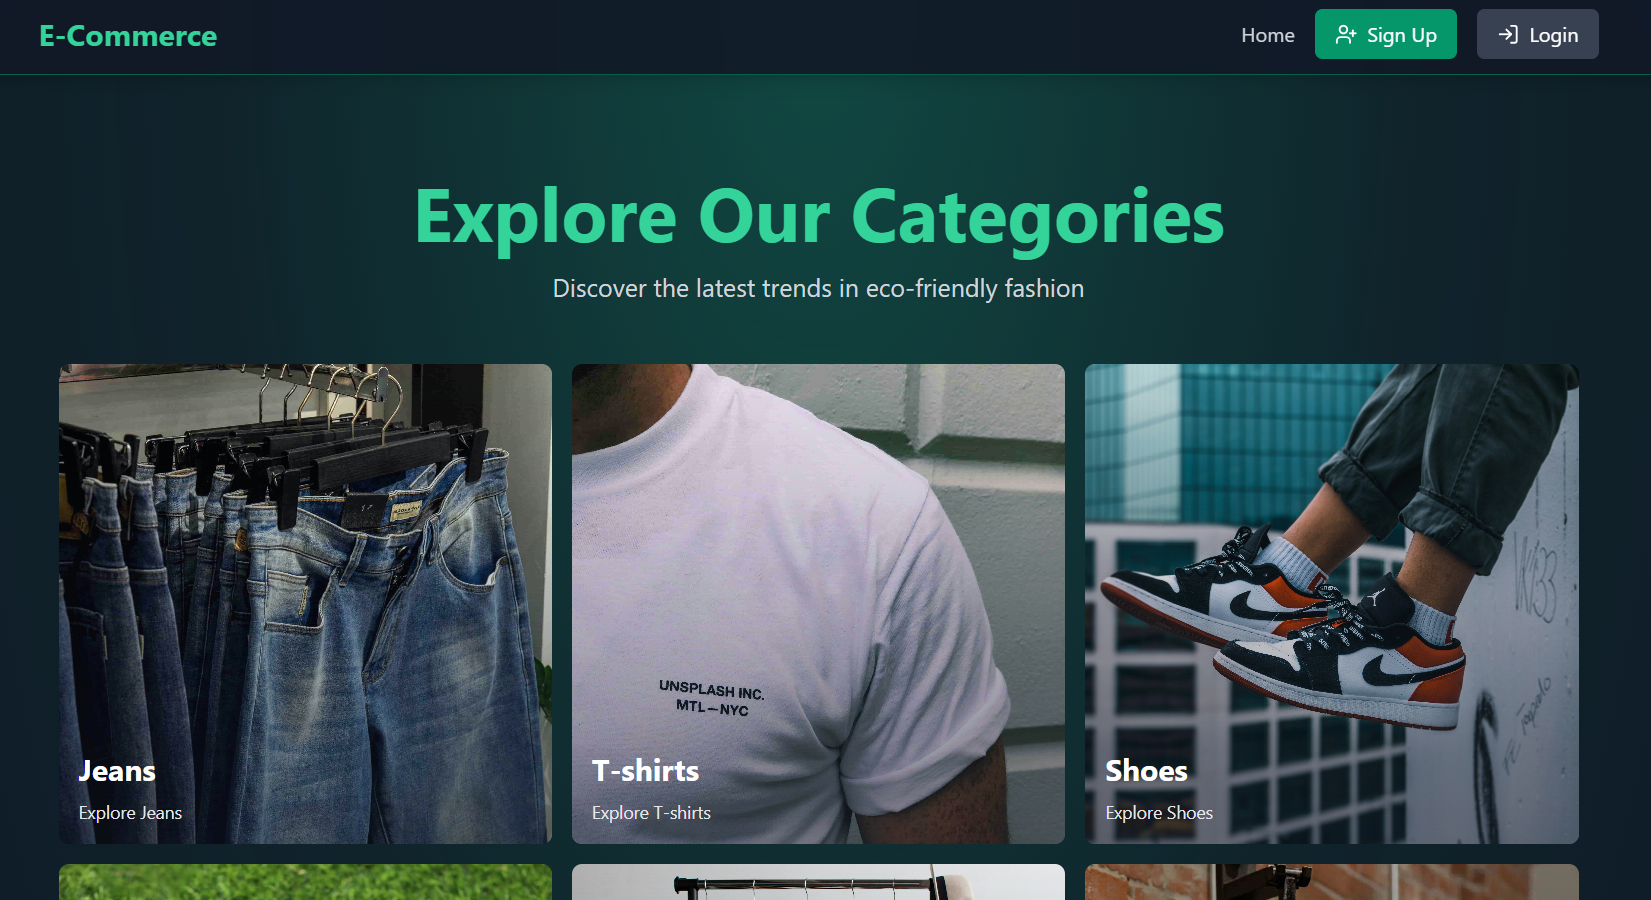 E-Commerce
Home
Sign Up
Login
Explore Our Categories
Discover the latest trends in eco-friendly fashion
UNSPLASH INC.
MTL—NYC
Jeans
Explore Jeans
T-shirts
Explore T-shirts
Shoes
Explore Shoes